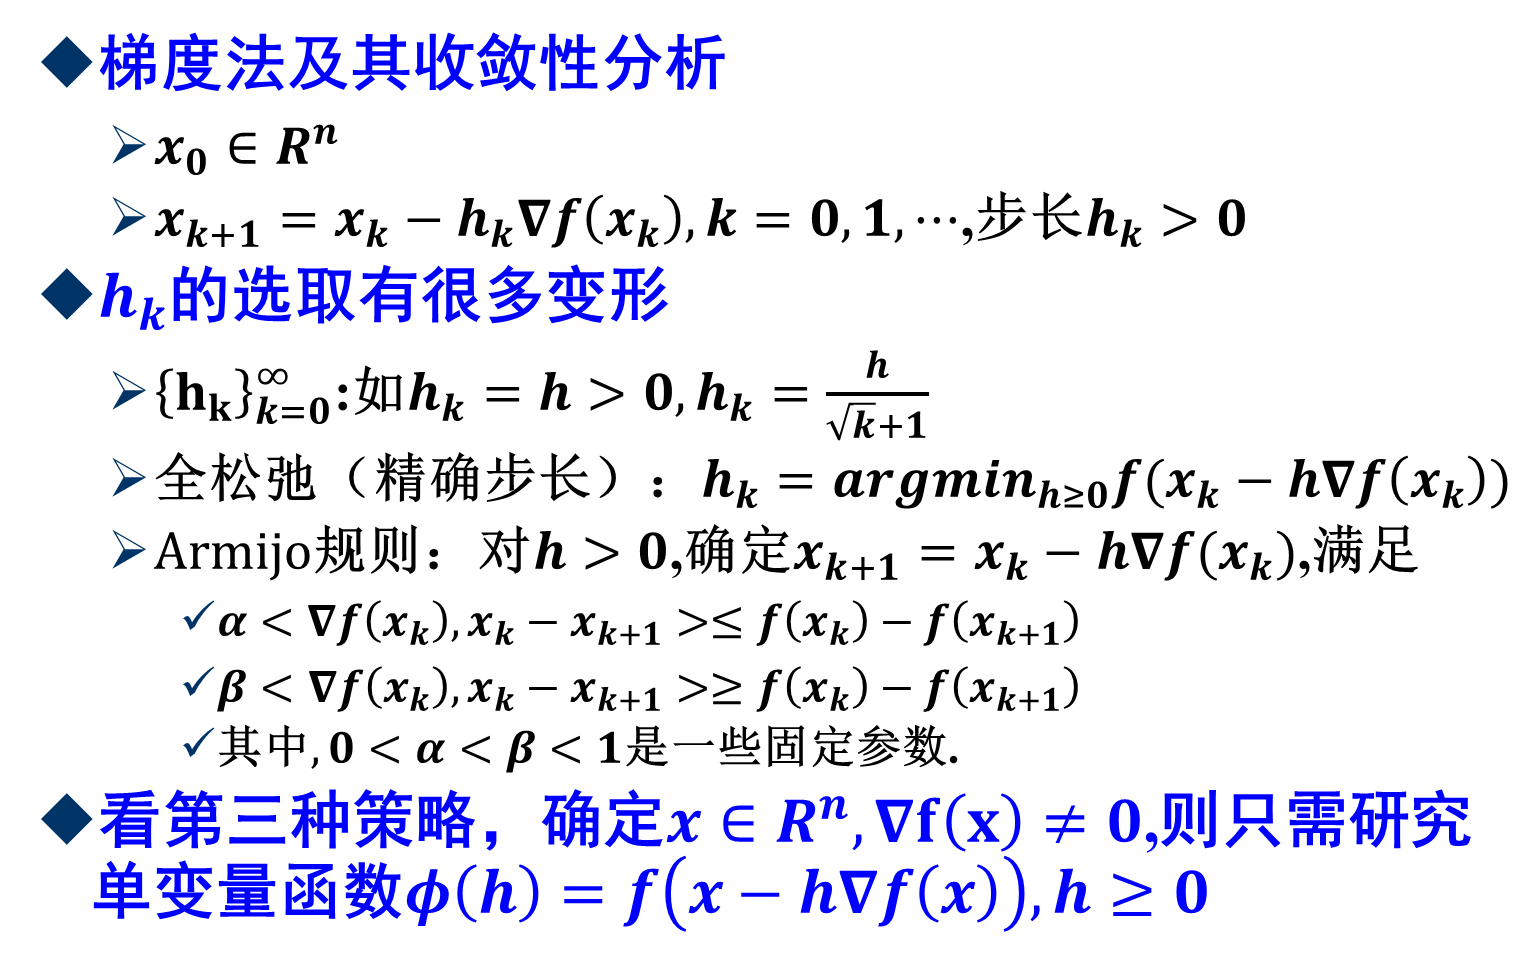 ◆梯度法及其收敛性分析
➢x₀ ∈ Rⁿ
➢xₖ₊₁ = xₖ − hₖ∇f(xₖ), k = 0, 1, ⋯,步长hₖ > 0
◆hₖ的选取有很多变形
➢{hₖ}_{k=0}^{∞}:如hₖ = h > 0, hₖ = \frac{h}{\sqrt{k}+1}
➢全松弛（精确步长）：hₖ = argmin_{h≥0}f(xₖ − h∇f(xₖ))
➢Armijo规则：对h > 0,确定xₖ₊₁ = xₖ − h∇f(xₖ),满足
✓α < ∇f(xₖ), xₖ − xₖ₊₁ >≤ f(xₖ) − f(xₖ₊₁)
✓β < ∇f(xₖ), xₖ − xₖ₊₁ >≥ f(xₖ) − f(xₖ₊₁)
✓其中, 0 < α < β < 1是一些固定参数.
◆看第三种策略，确定x ∈ Rⁿ, ∇f(x) ≠ 0,则只需研究
单变量函数ϕ(h) = f(x − h∇f(x)), h ≥ 0